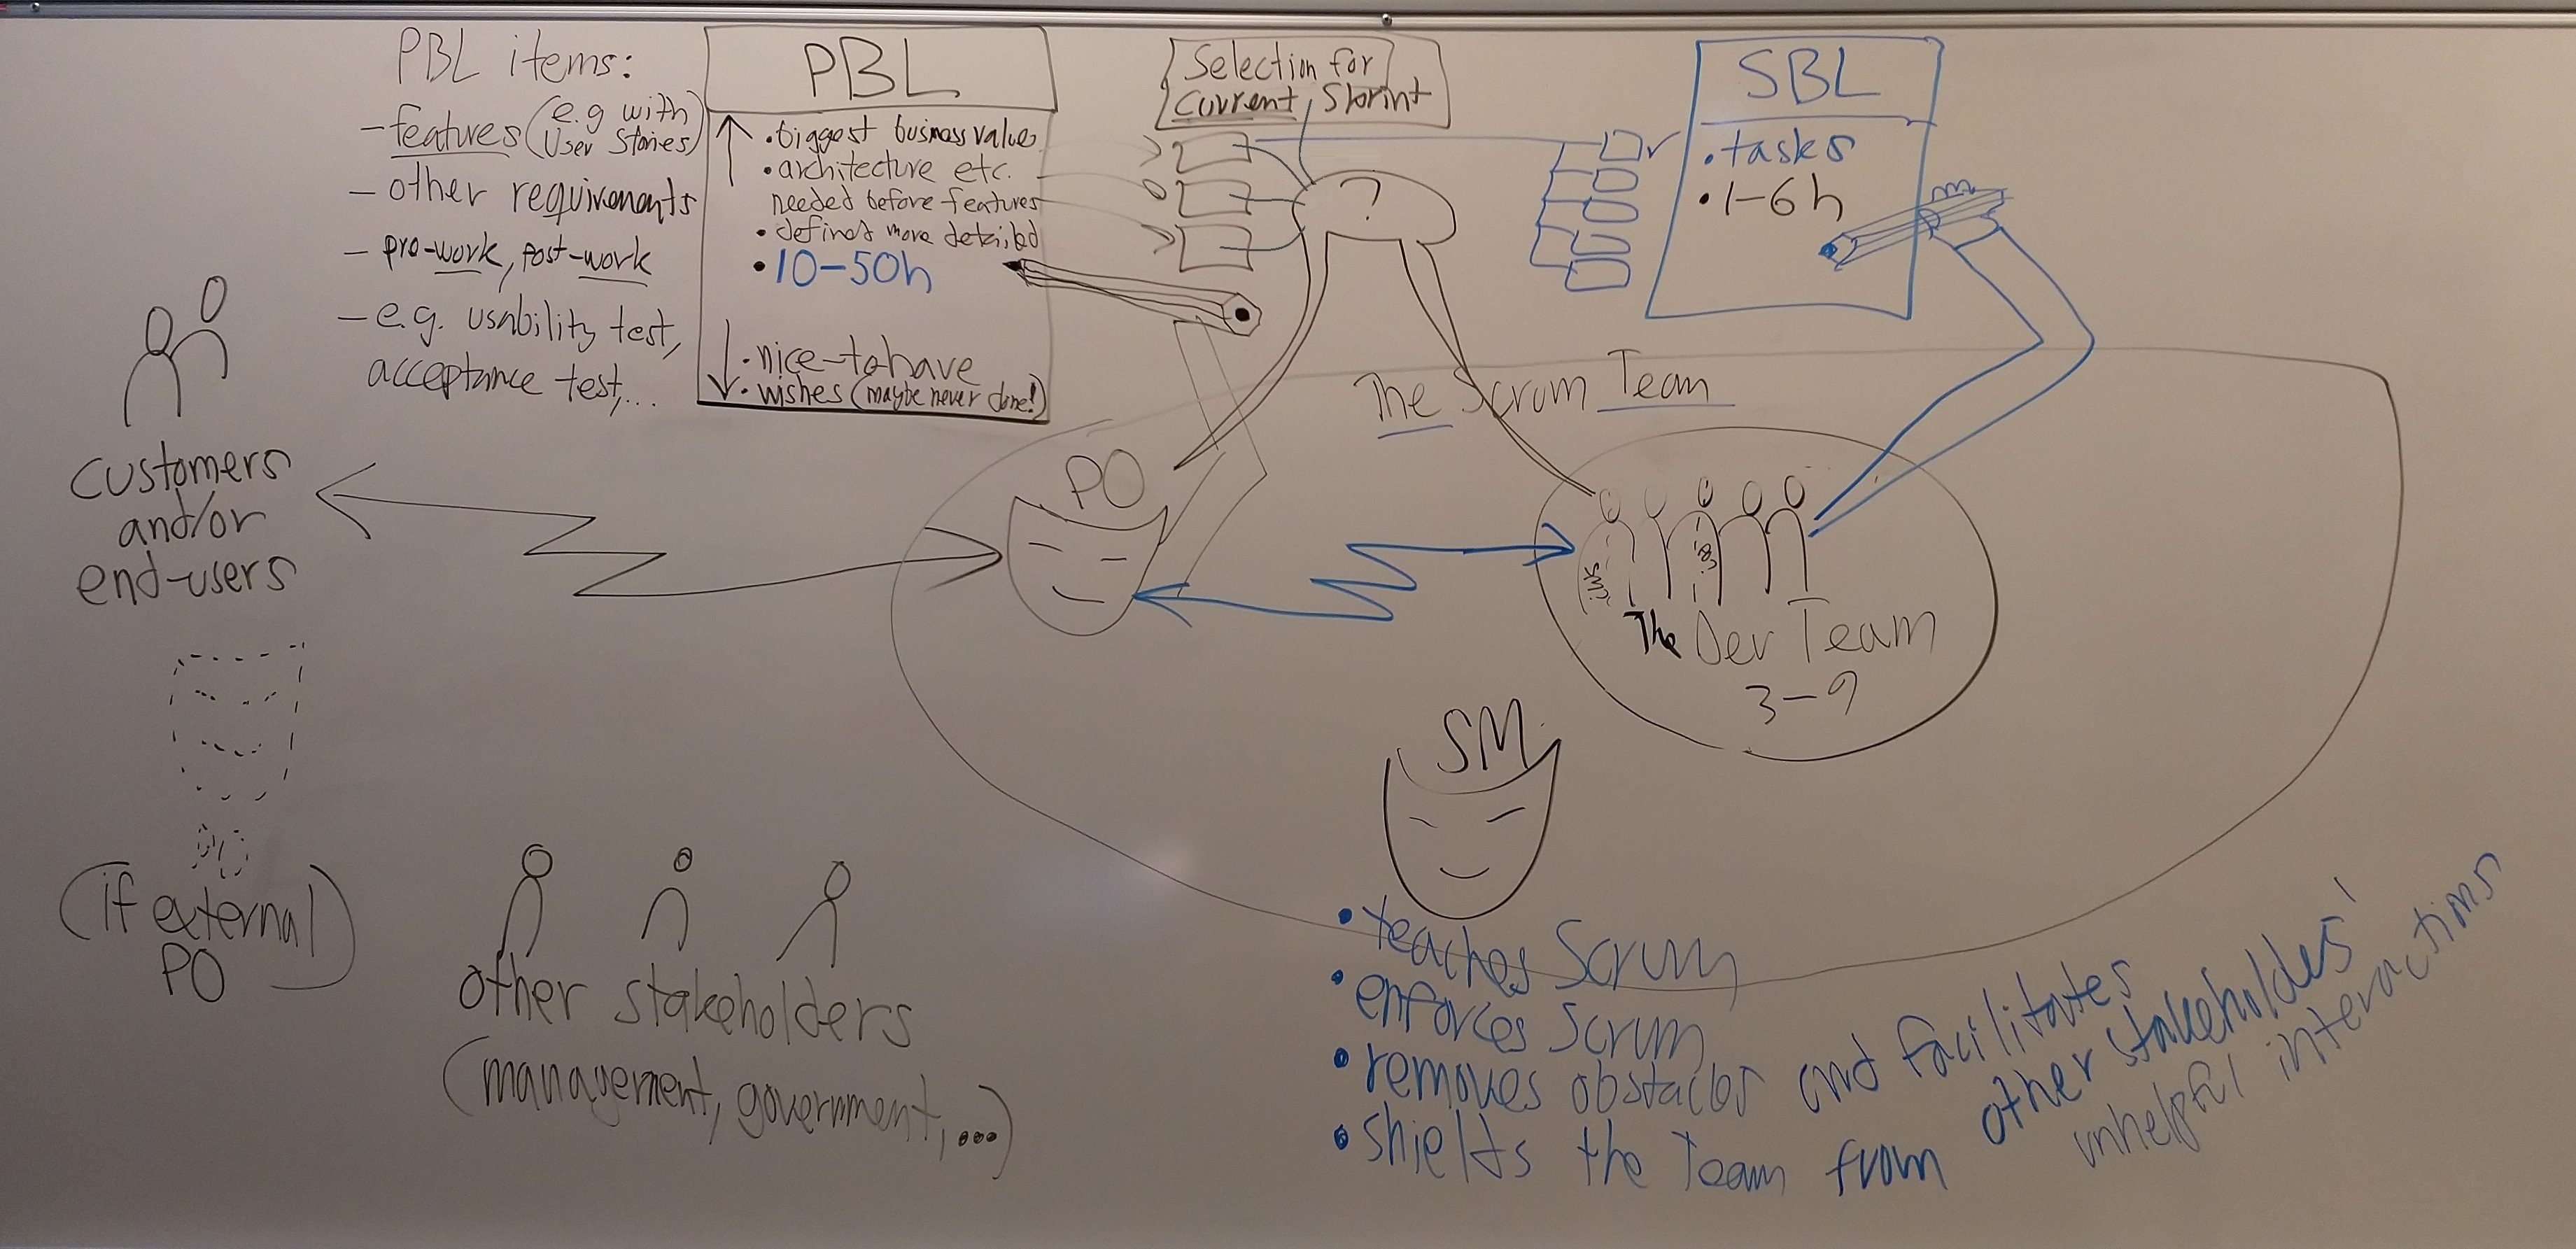 PBL items:
- features (e.g with
User Stories)
- other requirements
- pre-work, post-work
- e.g. usability test,
acceptance test,...
PBL
• biggest business value
• architecture etc.
needed before features
• defined more detailed
• 10-50h
• nice-to-have
• wishes (maybe never done!)
Selection for
Current Sprint
?
SBL
• tasks
• 1-6h
The Scrum Team
customers
and/or
end-users
PO
The Dev Team
3-9
SM
• teaches Scrum
• enforces Scrum
• removes obstacles and facilitates
• shields the Team from other stakeholders'
unhelpful interactions
(if external)
PO
other stakeholders
(management, government,...)